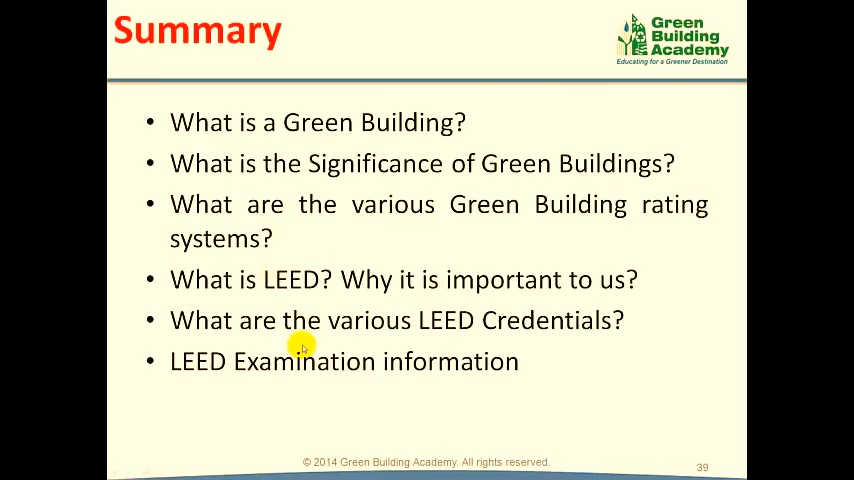 Summary
Green
Building
Academy
Educating for a Greener Destination
• What is a Green Building?
• What is the Significance of Green Buildings?
• What are the various Green Building rating
systems?
• What is LEED? Why it is important to us?
• What are the various LEED Credentials?
• LEED Examination information
© 2014 Green Building Academy. All rights reserved.
39